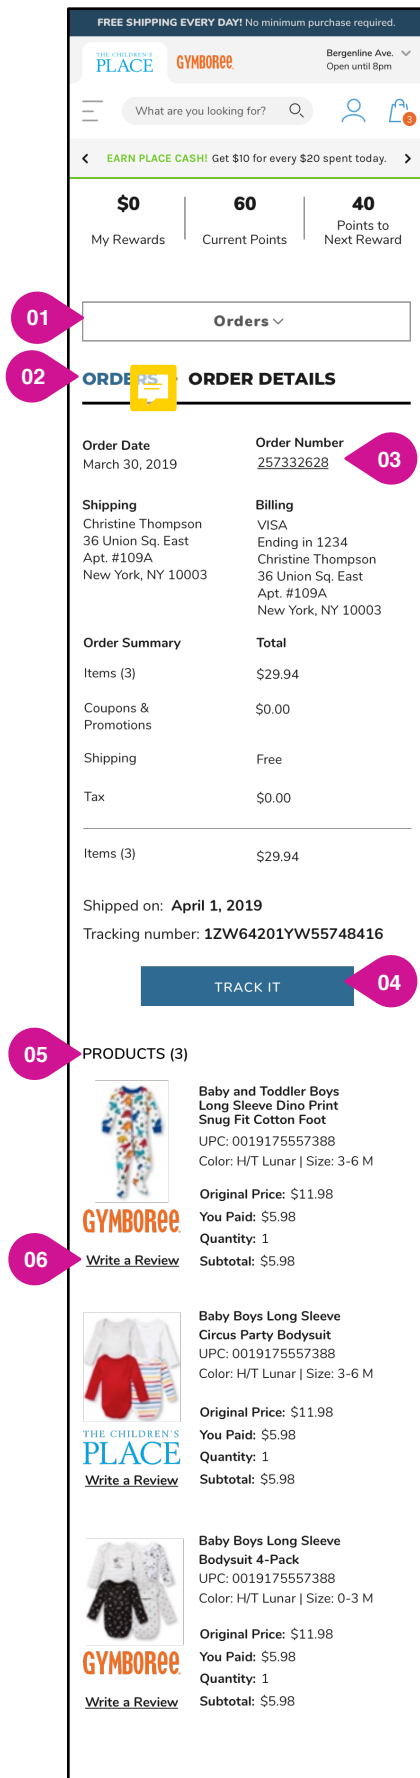 FREE SHIPPING EVERY DAY! No minimum purchase required.
THE CHILDREN'S
PLACE
GYMBOREE
Bergenline Ave.
Open until 8pm
What are you looking for?
3
EARN PLACE CASH! Get $10 for every $20 spent today.
$0
My Rewards
60
Current Points
40
Points to
Next Reward
01
Orders
02
ORDERS
ORDER DETAILS
Order Date
March 30, 2019
Order Number
257332628
03
Shipping
Christine Thompson
36 Union Sq. East
Apt. #109A
New York, NY 10003
Billing
VISA
Ending in 1234
Christine Thompson
36 Union Sq. East
Apt. #109A
New York, NY 10003
Order Summary Total
Items (3) $29.94
Coupons &
Promotions
$0.00
Shipping Free
Tax $0.00
Items (3) $29.94
Shipped on: April 1, 2019
Tracking number: 1ZW64201YW55748416
TRACK IT
04
05
PRODUCTS (3)
Baby and Toddler Boys
Long Sleeve Dino Print
Snug Fit Cotton Foot
UPC: 0019175557388
Color: H/T Lunar | Size: 3-6 M
Original Price: $11.98
You Paid: $5.98
Quantity: 1
Subtotal: $5.98
GYMBOREE
06
Write a Review
Baby Boys Long Sleeve
Circus Party Bodysuit
UPC: 0019175557388
Color: H/T Lunar | Size: 3-6 M
Original Price: $11.98
You Paid: $5.98
Quantity: 1
Subtotal: $5.98
THE CHILDREN'S
PLACE
Write a Review
Baby Boys Long Sleeve
Bodysuit 4-Pack
UPC: 0019175557388
Color: H/T Lunar | Size: 0-3 M
Original Price: $11.98
You Paid: $5.98
Quantity: 1
Subtotal: $5.98
GYMBOREE
Write a Review